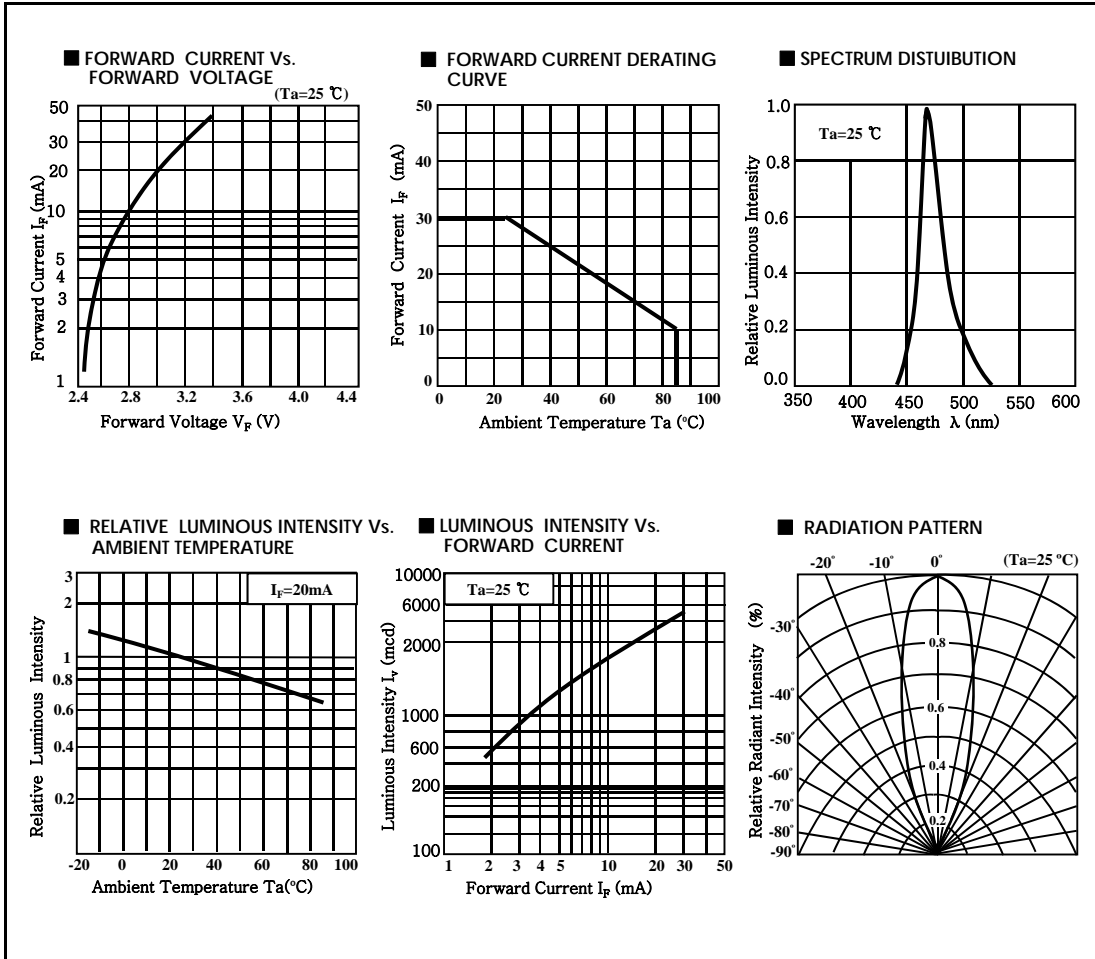 ■ FORWARD CURRENT Vs.
FORWARD VOLTAGE
(Ta=25 ℃)
50
30
20
10
5
4
3
2
1
2.4 2.8 3.2 3.6 4.0 4.4
Forward Current IF (mA)
Forward Voltage VF (V)
■ FORWARD CURRENT DERATING
CURVE
50
40
30
20
10
0
0 20 40 60 80 100
Forward Current IF (mA)
Ambient Temperature Ta (°C)
■ SPECTRUM DISTUIBUTION
Ta=25 ℃
1.0
0.8
0.6
0.4
0.2
0.0
350 400 450 500 550 600
Relative Luminous Intensity
Wavelength λ (nm)
■ RELATIVE LUMINOUS INTENSITY Vs.
AMBIENT TEMPERATURE
IF=20mA
3
2
1
0.8
0.6
0.4
0.2
-20 0 20 40 60 80 100
Relative Luminous Intensity
Ambient Temperature Ta(°C)
■ LUMINOUS INTENSITY Vs.
FORWARD CURRENT
Ta=25 ℃
10000
6000
2000
1000
600
200
100
1 2 3 4 5 10 20 30 50
Luminous Intensity Iv (mcd)
Forward Current IF (mA)
■ RADIATION PATTERN
-20° -10° 0° (Ta=25 °C)
-30°
-40°
-50°
-60°
-70°
-80°
-90°
0.8
0.6
0.4
0.2
Relative Radiant Intensity (%)